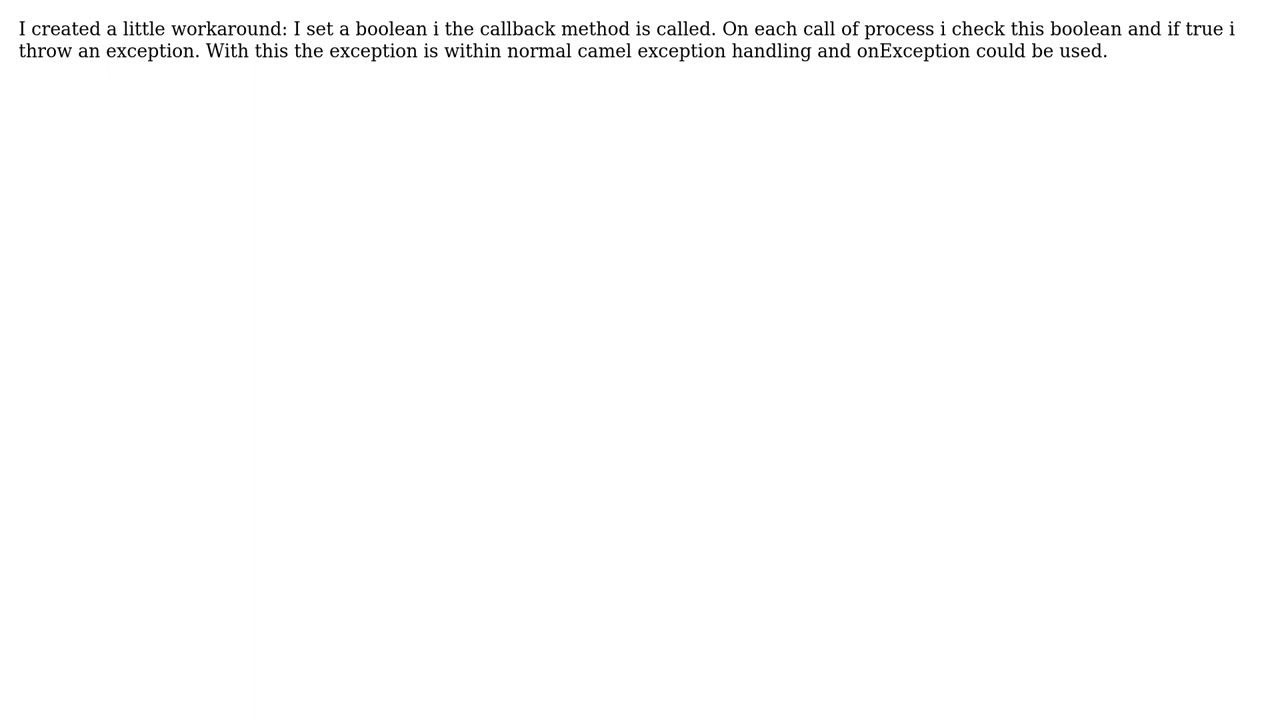 I created a little workaround: I set a boolean i the callback method is called. On each call of process i check this boolean and if true i
throw an exception. With this the exception is within normal camel exception handling and onException could be used.